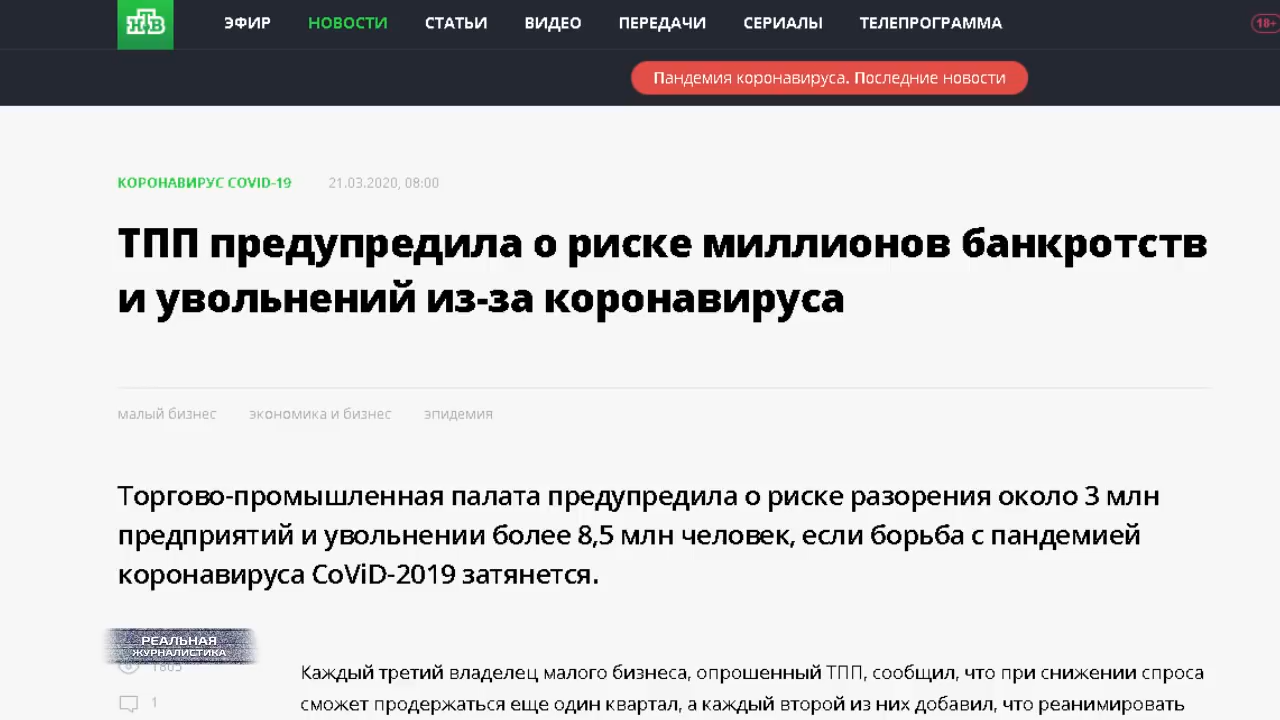 НТВ ЭФИР НОВОСТИ СТАТЬИ ВИДЕО ПЕРЕДАЧИ СЕРИАЛЫ ТЕЛЕПРОГРАММА 18+
Пандемия коронавируса. Последние новости
КОРОНАВИРУС COVID-19 21.03.2020, 08:00
ТПП предупредила о риске миллионов банкротств
и увольнений из-за коронавируса
малый бизнес экономика и бизнес эпидемия
Торгово-промышленная палата предупредила о риске разорения около 3 млн
предприятий и увольнении более 8,5 млн человек, если борьба с пандемией
коронавируса CoViD-2019 затянется.
РЕАЛЬНАЯ
ЖУРНАЛИСТИКА
1805
Каждый третий владелец малого бизнеса, опрошенный ТПП, сообщил, что при снижении спроса
1
сможет продержаться еще один квартал, а каждый второй из них добавил, что реанимировать